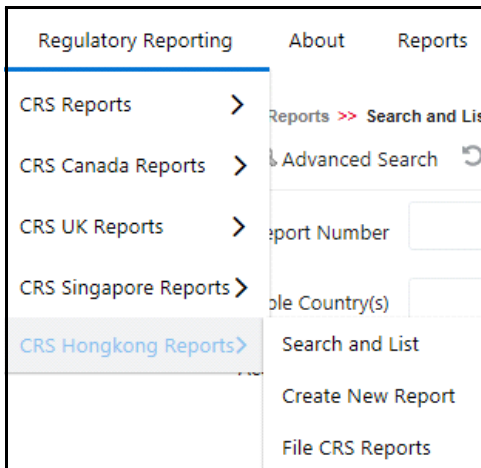 Regulatory Reporting About Reports
CRS Reports
Reports >> Search and Lis
CRS Canada Reports
Advanced Search
CRS UK Reports
eport Number
CRS Singapore Reports
ble Country(s)
CRS Hongkong Reports
Search and List
Create New Report
File CRS Reports